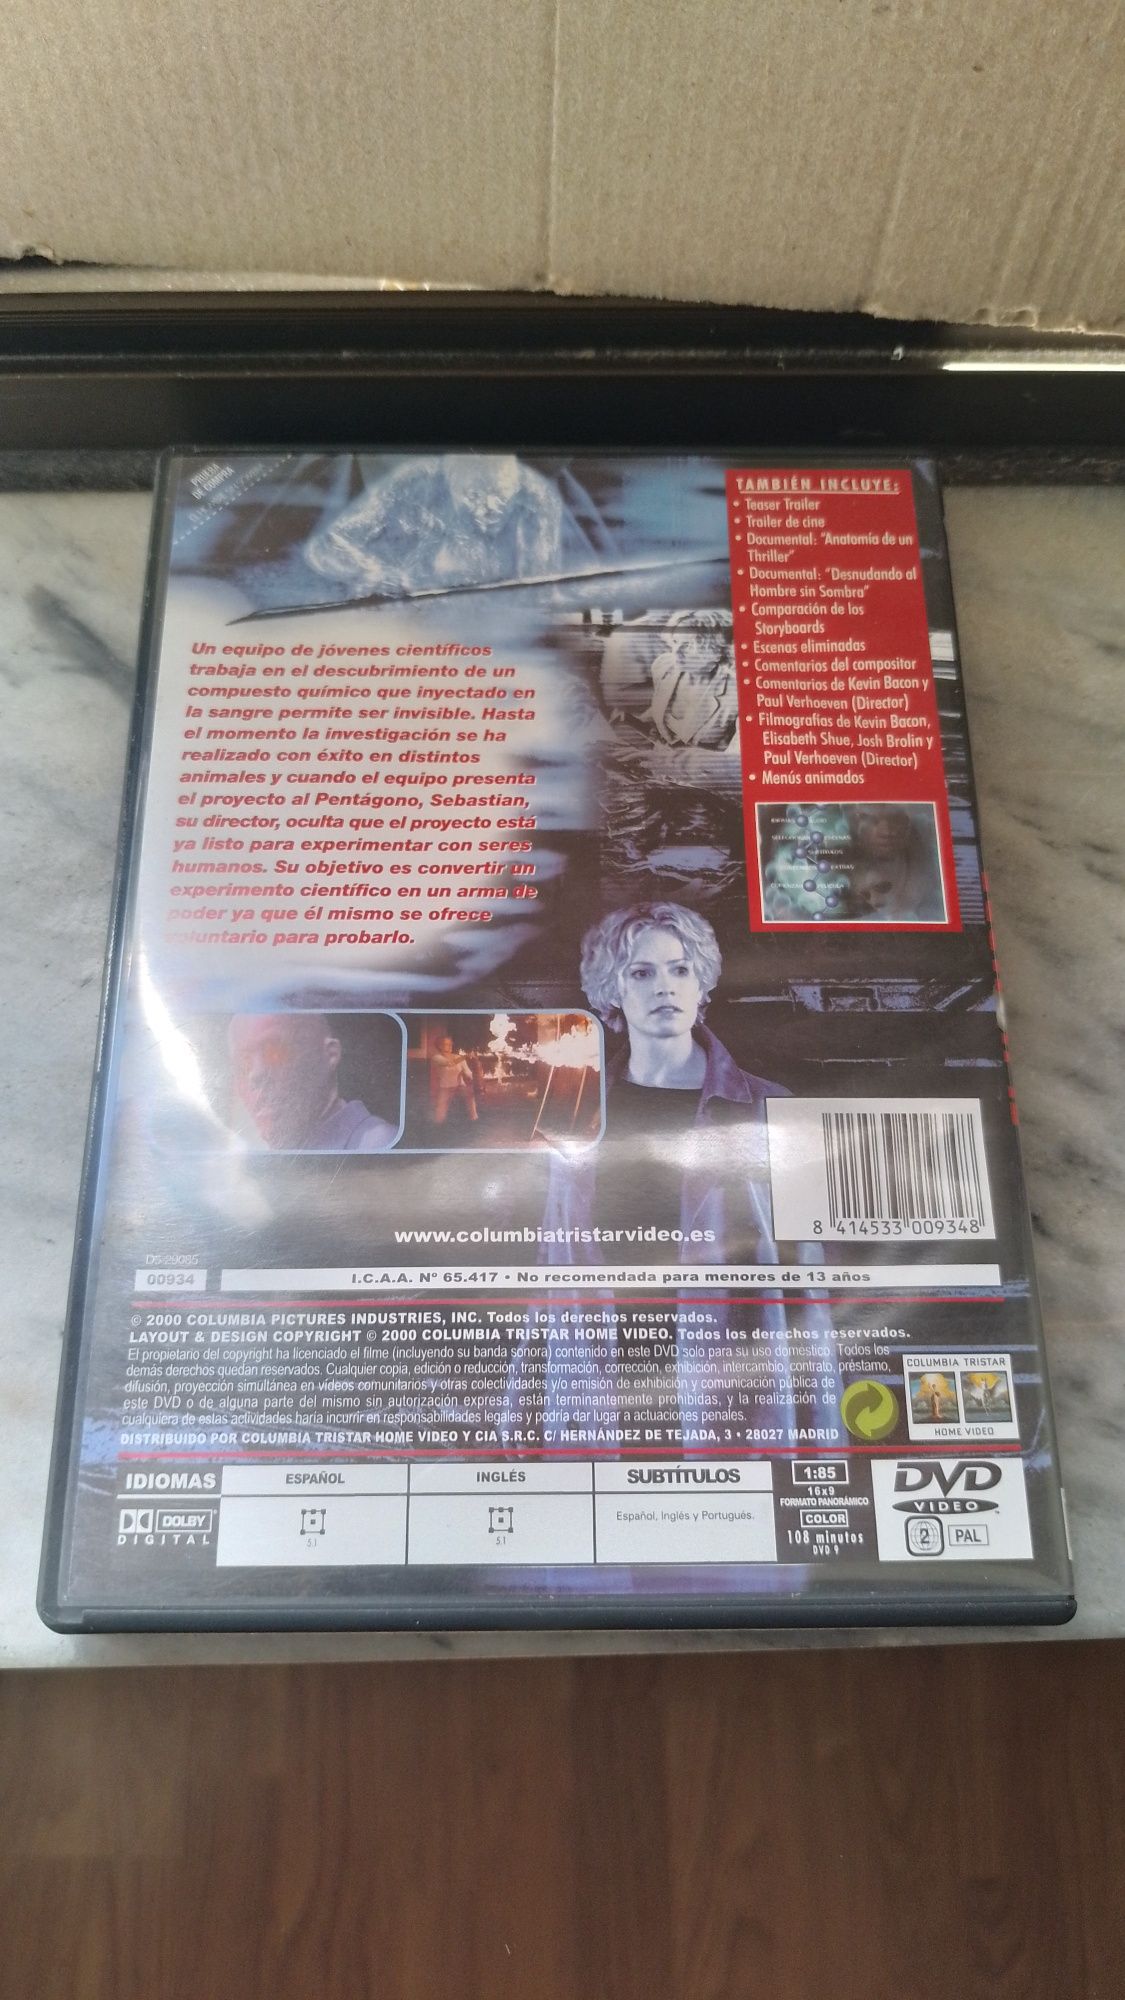 PRUEBA
DE COMPRA
TAMBIÉN INCLUYE:
• Teaser Trailer
• Trailer de cine
• Documental: "Anatomía de un
Thriller"
• Documental: "Desnudando al
Hombre sin Sombra"
• Comparación de los
Storyboards
• Escenas eliminadas
• Comentarios del compositor
• Comentarios de Kevin Bacon y
Paul Verhoeven (Director)
• Filmografías de Kevin Bacon,
Elisabeth Shue, Josh Brolin y
Paul Verhoeven (Director)
• Menús animados
Un equipo de jóvenes científicos
trabaja en el descubrimiento de un
compuesto químico que inyectado en
la sangre permite ser invisible. Hasta
el momento la investigación se ha
realizado con éxito en distintos
animales y cuando el equipo presenta
el proyecto al Pentágono, Sebastian,
su director, oculta que el proyecto está
ya listo para experimentar con seres
humanos. Su objetivo es convertir un
experimento científico en un arma de
poder ya que él mismo se ofrece
voluntario para probarlo.
8 414533 009348
www.columbiatristarvideo.es
00934
I.C.A.A. Nº 65.417 • No recomendada para menores de 13 años
© 2000 COLUMBIA PICTURES INDUSTRIES, INC. Todos los derechos reservados.
LAYOUT & DESIGN COPYRIGHT © 2000 COLUMBIA TRISTAR HOME VIDEO. Todos los derechos reservados.
El propietario del copyright ha licenciado el filme (incluyendo su banda sonora) contenido en este DVD solo para su uso doméstico. Todos los
demás derechos quedan reservados. Cualquier copia, edición o reducción, transformación, corrección, exhibición, intercambio, contrato, préstamo,
difusión, proyección simultánea en vídeos comunitarios y otras colectividades y/o emisión de exhibición y comunicación pública de
este DVD o de alguna parte del mismo sin autorización expresa, están terminantemente prohibidas, y la realización de
cualquiera de estas actividades haría incurrir en responsabilidades legales y podría dar lugar a actuaciones penales.
DISTRIBUIDO POR COLUMBIA TRISTAR HOME VIDEO Y CIA S.R.C. C/ HERNÁNDEZ DE TEJADA, 3 • 28027 MADRID
COLUMBIA TRISTAR
HOME VIDEO
IDIOMAS
ESPAÑOL
INGLÉS
SUBTÍTULOS
DOLBY
DIGITAL
5.1
5.1
Español, Inglés y Portugués.
1:85
16x9
FORMATO PANORÁMICO
COLOR
108 minutos
DVD 9
DVD
VIDEO
2
PAL